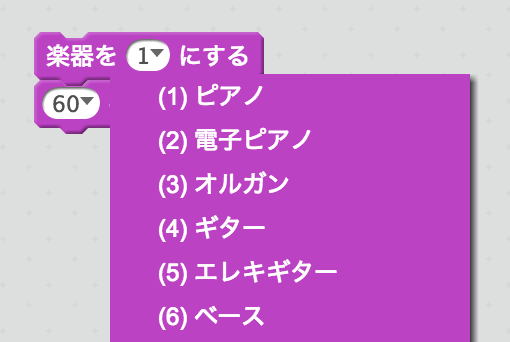 楽器を 1▼ にする
60▼
(1) ピアノ
(2) 電子ピアノ
(3) オルガン
(4) ギター
(5) エレキギター
(6) ベース